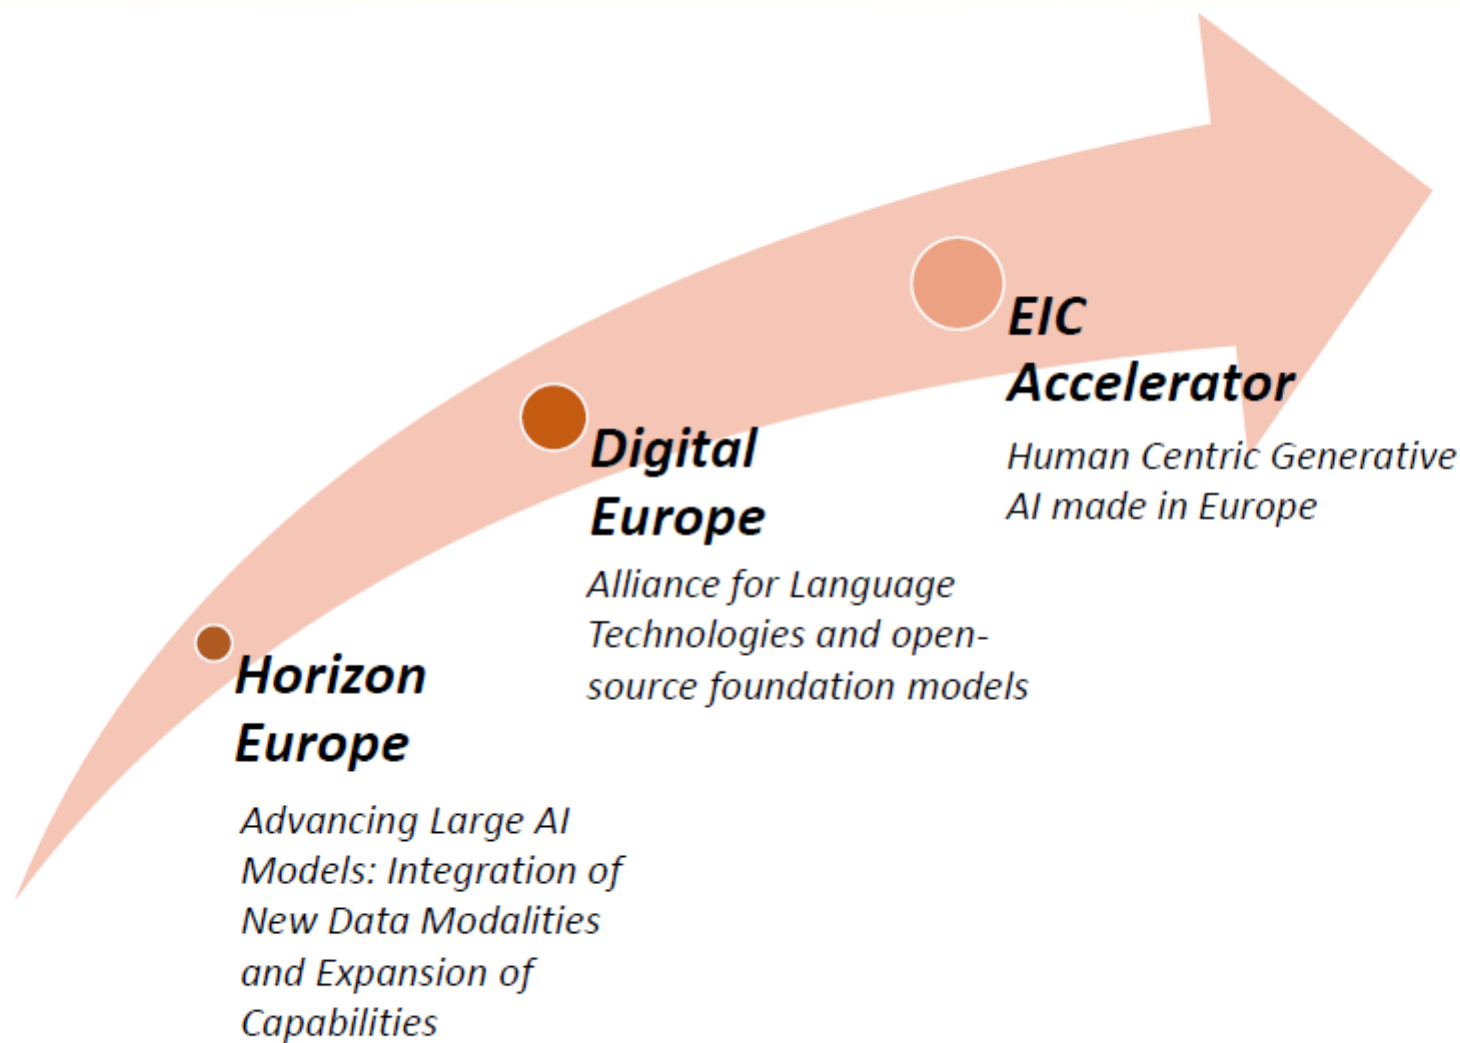 EIC
Accelerator
Human Centric Generative
AI made in Europe
Digital
Europe
Alliance for Language
Technologies and open-
source foundation models
Horizon
Europe
Advancing Large AI
Models: Integration of
New Data Modalities
and Expansion of
Capabilities